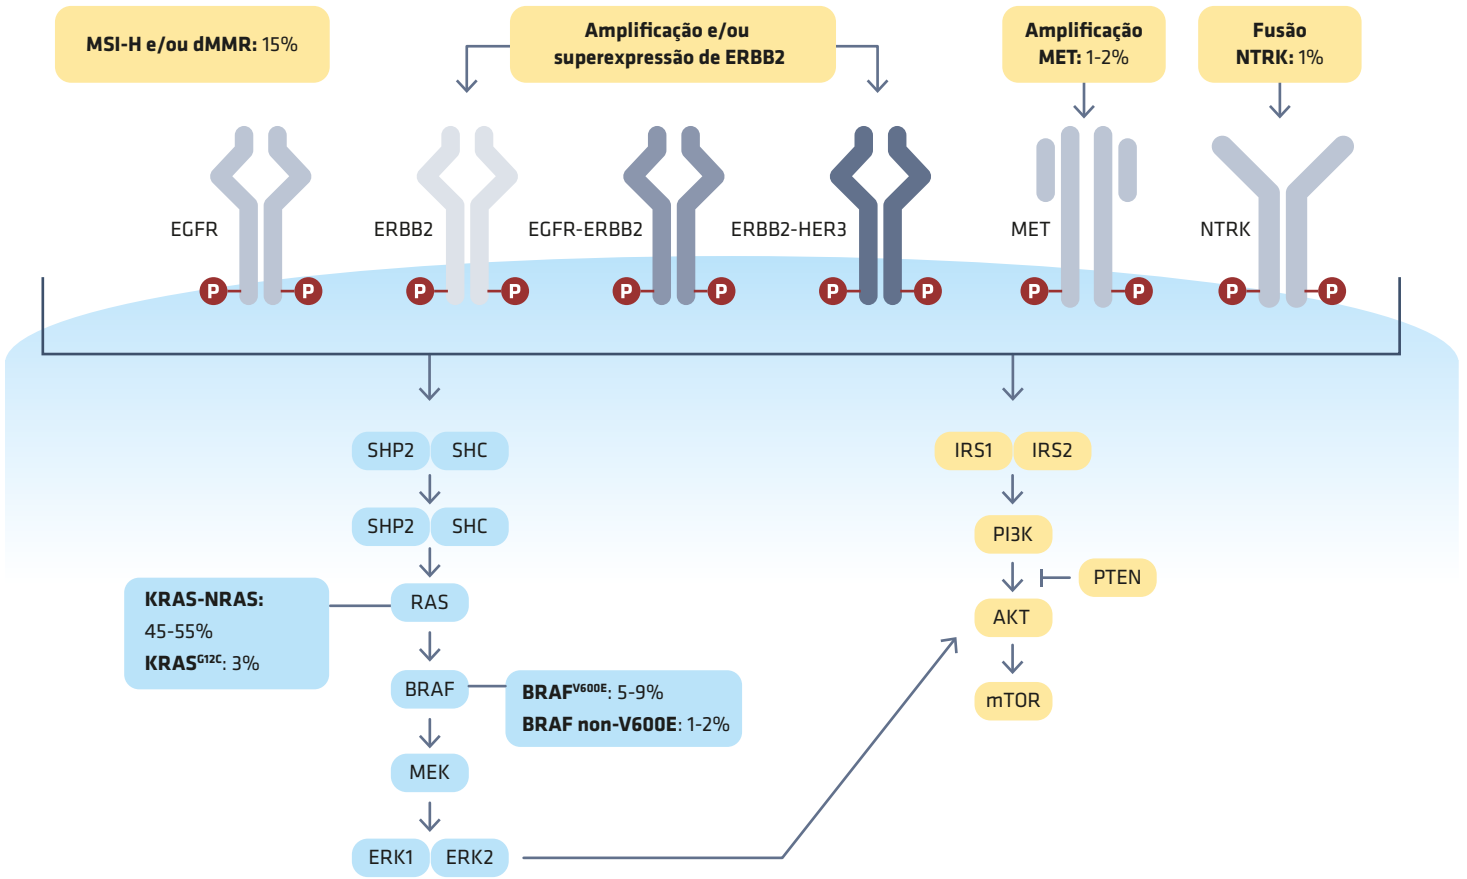 MSI-H e/ou dMMR: 15%
Amplificação e/ou
superexpressão de ERBB2
Amplificação
MET: 1-2%
Fusão
NTRK: 1%
EGFR
ERBB2
EGFR-ERBB2
ERBB2-HER3
MET
NTRK
P
P
P
P
P
P
P
P
P
P
P
P
SHP2
SHC
IRS1
IRS2
SHP2
SHC
PI3K
PTEN
KRAS-NRAS:
45-55%
KRASG12C: 3%
RAS
AKT
BRAF
BRAFV600E: 5-9%
BRAF non-V600E: 1-2%
mTOR
MEK
ERK1
ERK2